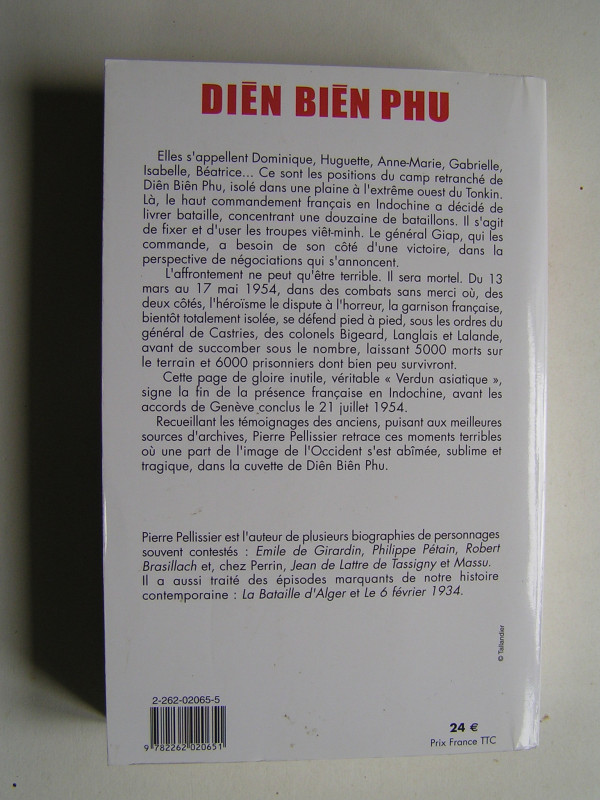 DIÊN BIÊN PHU
Elles s'appellent Dominique, Huguette, Anne-Marie, Gabrielle,
Isabelle, Béatrice... Ce sont les positions du camp retranché de
Diên Biên Phu, isolé dans une plaine à l'extrême ouest du Tonkin.
Là, le haut commandement français en Indochine a décidé de
livrer bataille, concentrant une douzaine de bataillons. Il s'agit
de fixer et d'user les troupes viêt-minh. Le général Giap, qui les
commande, a besoin de son côté d'une victoire, dans la
perspective de négociations qui s'annoncent.
L'affrontement ne peut qu'être terrible. Il sera mortel. Du 13
mars au 17 mai 1954, dans des combats sans merci où, des
deux côtés, l'héroïsme le dispute à l'horreur, la garnison française,
bientôt totalement isolée, se défend pied à pied, sous les ordres du
général de Castries, des colonels Bigeard, Langlais et Lalande,
avant de succomber sous le nombre, laissant 5000 morts sur
le terrain et 6000 prisonniers dont bien peu survivront.
Cette page de gloire inutile, véritable « Verdun asiatique »,
signe la fin de la présence française en Indochine, avant les
accords de Genève conclus le 21 juillet 1954.
Recueillant les témoignages des anciens, puisant aux meilleures
sources d'archives, Pierre Pellissier retrace ces moments terribles
où une part de l'image de l'Occident s'est abîmée, sublime et
tragique, dans la cuvette de Diên Biên Phu.
Pierre Pellissier est l'auteur de plusieurs biographies de personnages
souvent contestés : Emile de Girardin, Philippe Pétain, Robert
Brasillach et, chez Perrin, Jean de Lattre de Tassigny et Massu.
Il a aussi traité des épisodes marquants de notre histoire
contemporaine : La Bataille d'Alger et Le 6 février 1934.
© Tallandier
2-262-02065-5
9 782262 020651
24 €
Prix France TTC